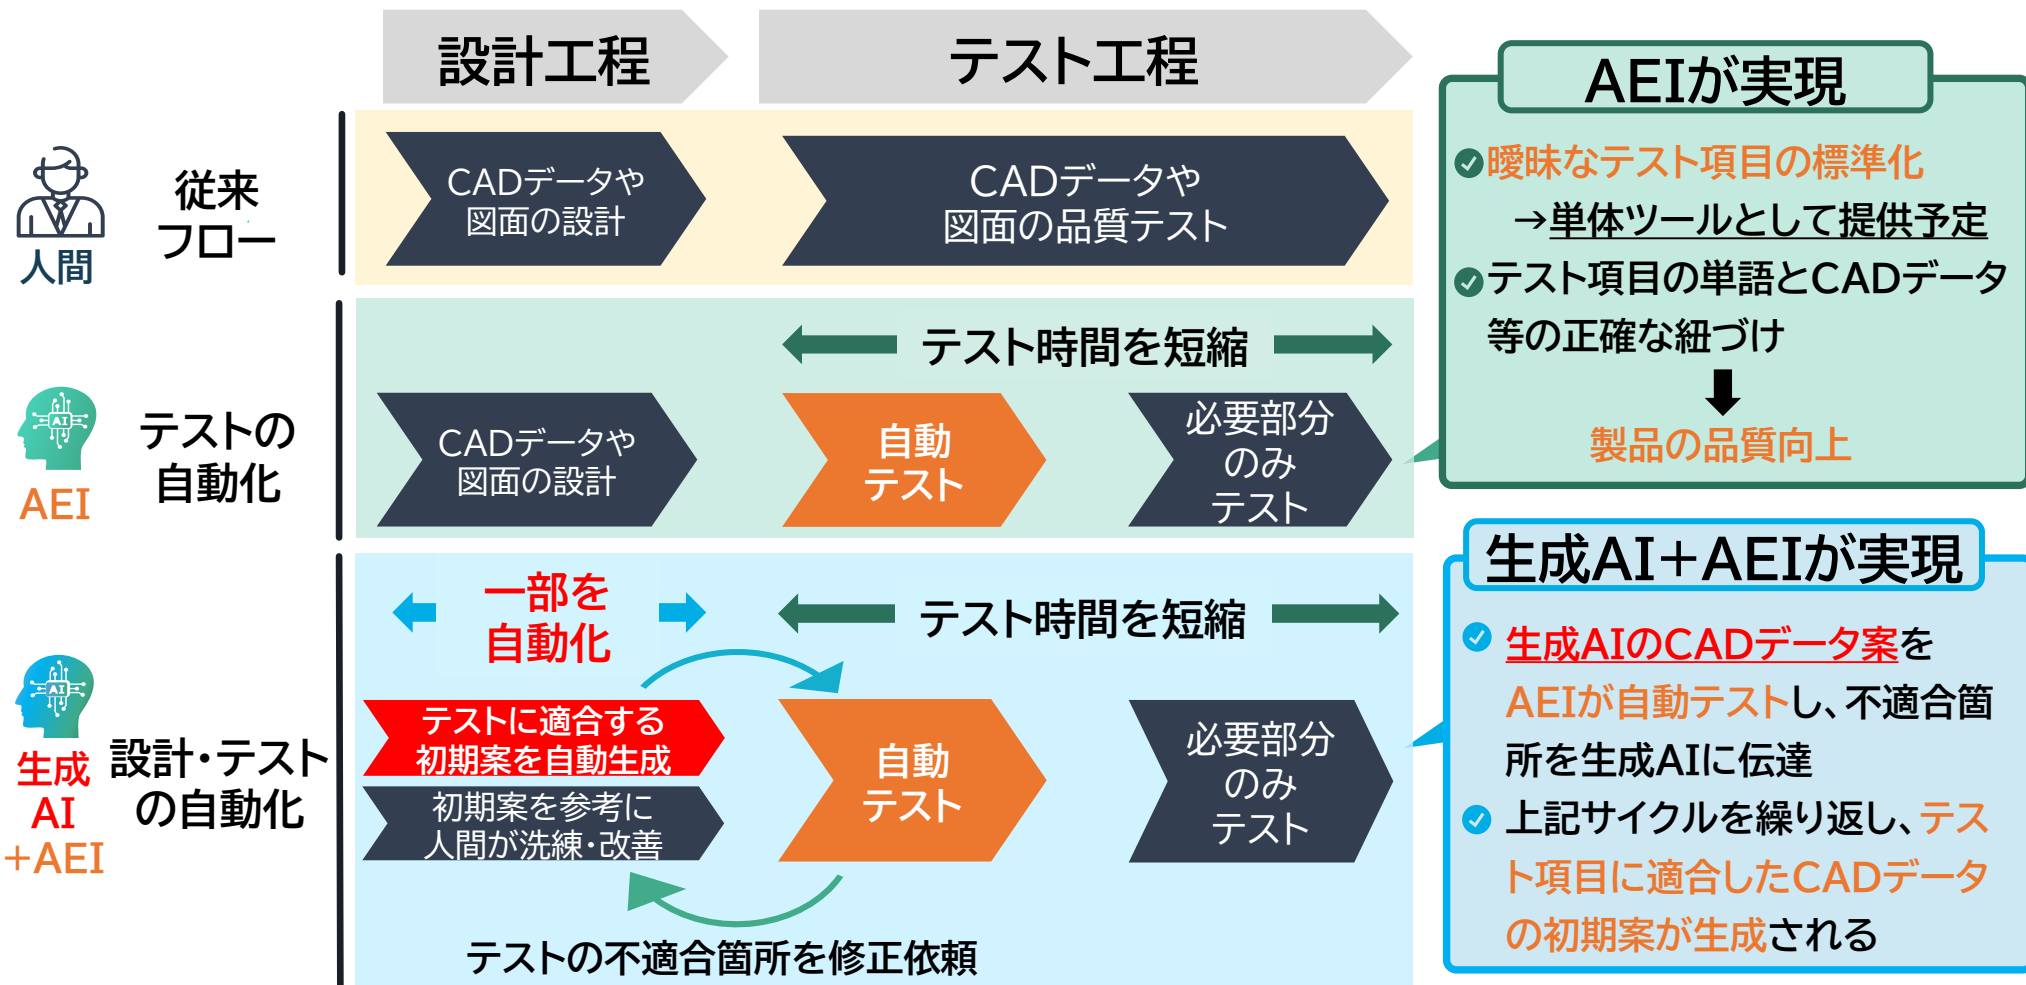 設計工程
テスト工程
人間
従来
フロー
CADデータや
図面の設計
CADデータや
図面の品質テスト
AEI
テストの
自動化
テスト時間を短縮
CADデータや
図面の設計
自動
テスト
必要部分
のみ
テスト
生成
AI
+AEI
設計・テスト
の自動化
一部を
自動化
テスト時間を短縮
テストに適合する
初期案を自動生成
初期案を参考に
人間が洗練・改善
自動
テスト
必要部分
のみ
テスト
テストの不適合箇所を修正依頼
AEIが実現
曖昧なテスト項目の標準化
→単体ツールとして提供予定
テスト項目の単語とCADデータ
等の正確な紐づけ
製品の品質向上
生成AI+AEIが実現
生成AIのCADデータ案を
AEIが自動テストし、不適合箇
所を生成AIに伝達
上記サイクルを繰り返し、テス
ト項目に適合したCADデータ
の初期案が生成される
AI
AI